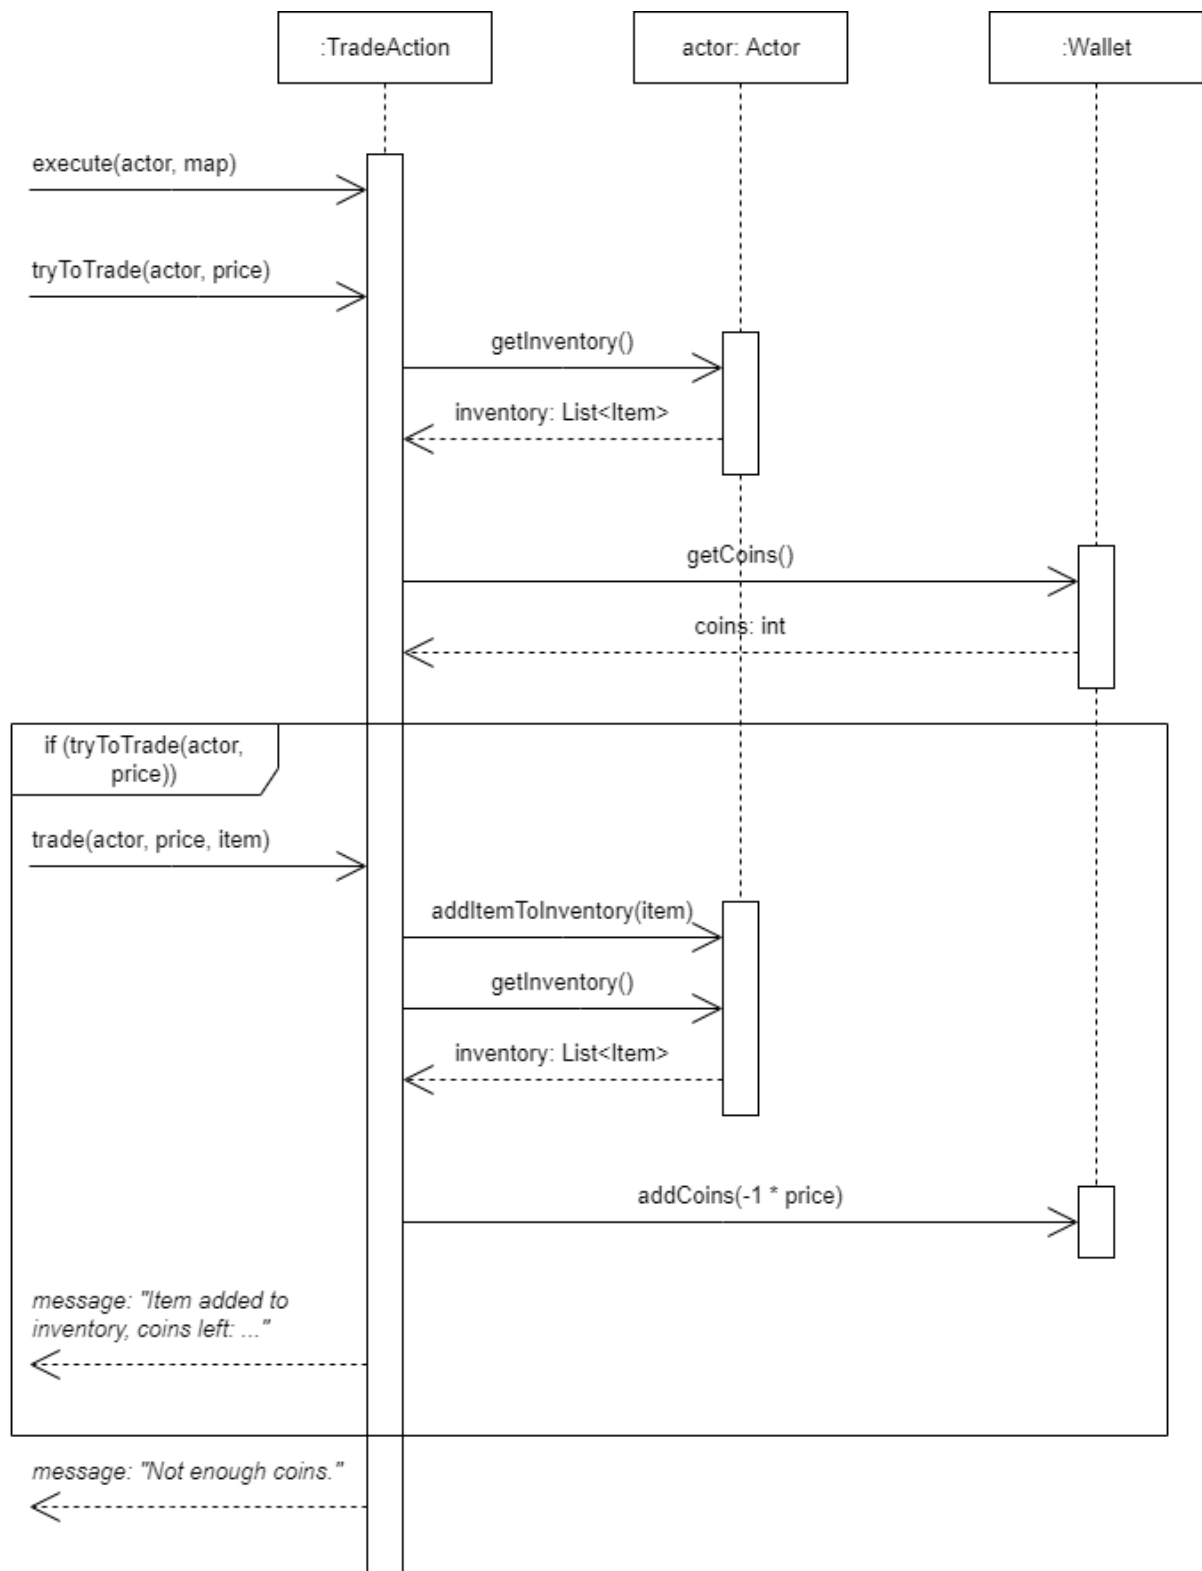 :TradeAction
actor: Actor
:Wallet
execute(actor, map)
tryToTrade(actor, price)
getInventory()
inventory: List<Item>
getCoins()
coins: int
if (tryToTrade(actor,
price))
trade(actor, price, item)
addItemToInventory(item)
getInventory()
inventory: List<Item>
addCoins(-1 * price)
message: "Item added to
inventory, coins left: ..."
message: "Not enough coins."